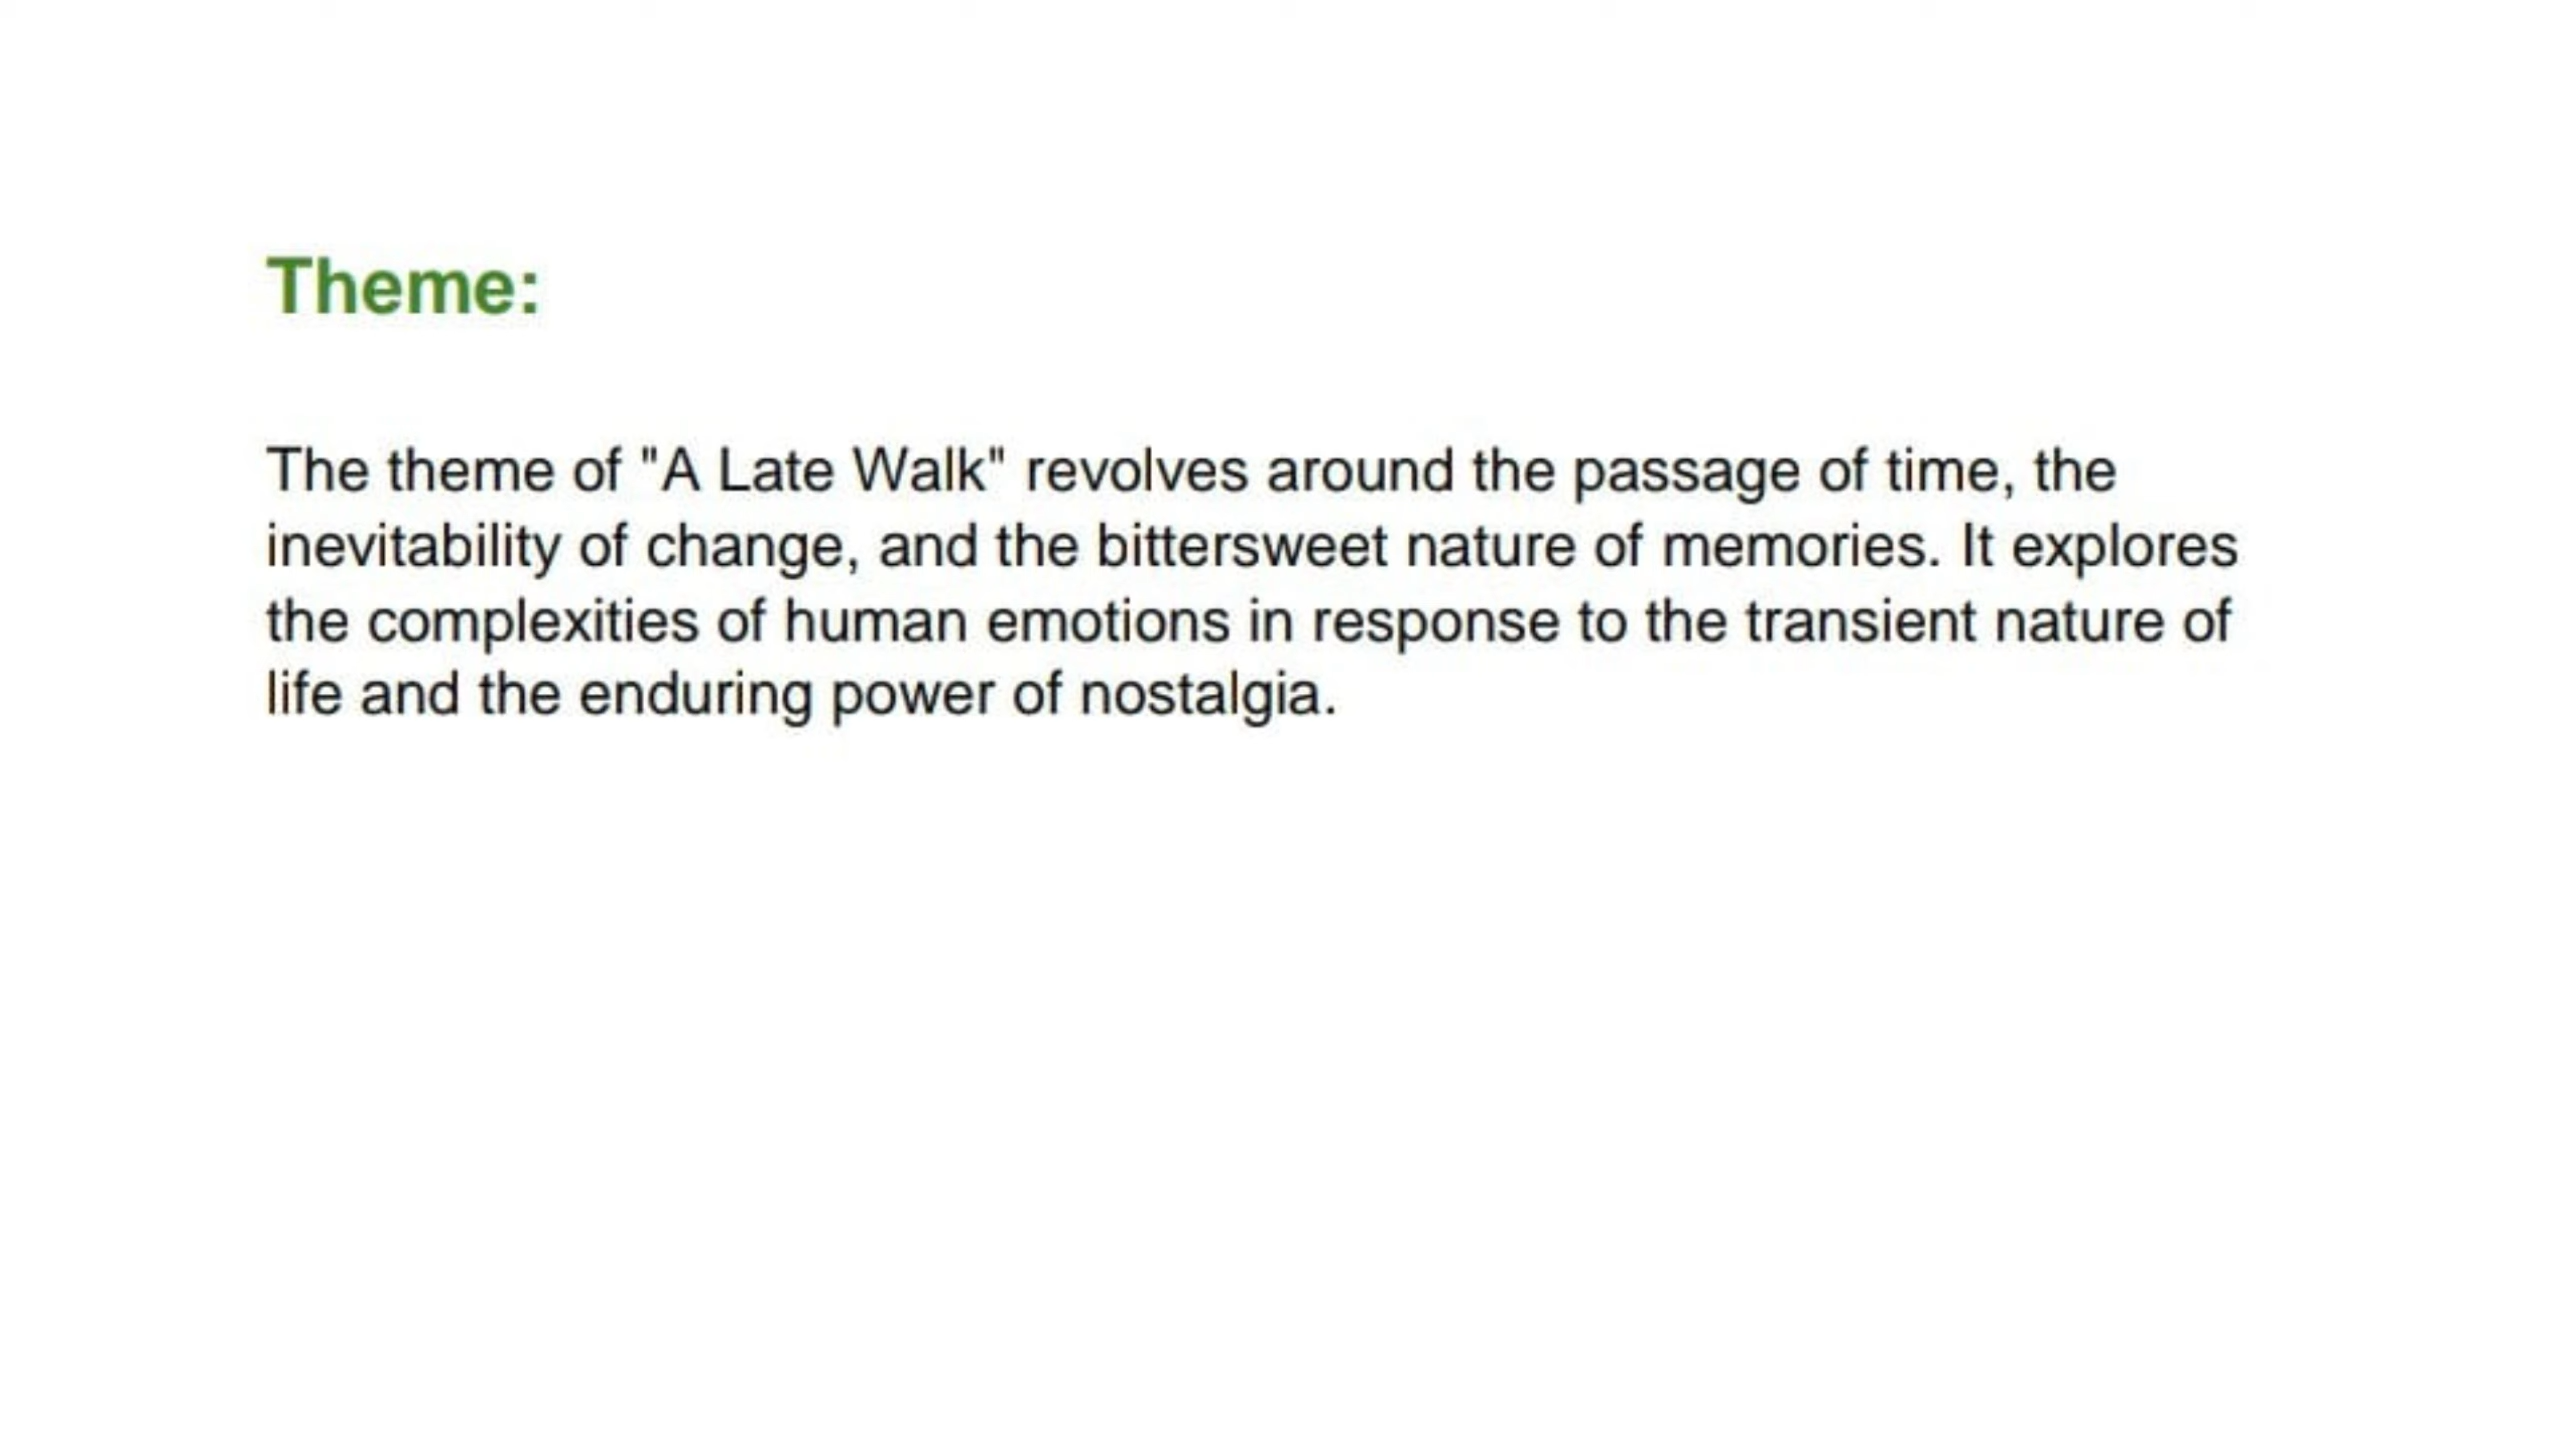 Theme:
The theme of "A Late Walk" revolves around the passage of time, the
inevitability of change, and the bittersweet nature of memories. It explores
the complexities of human emotions in response to the transient nature of
life and the enduring power of nostalgia.